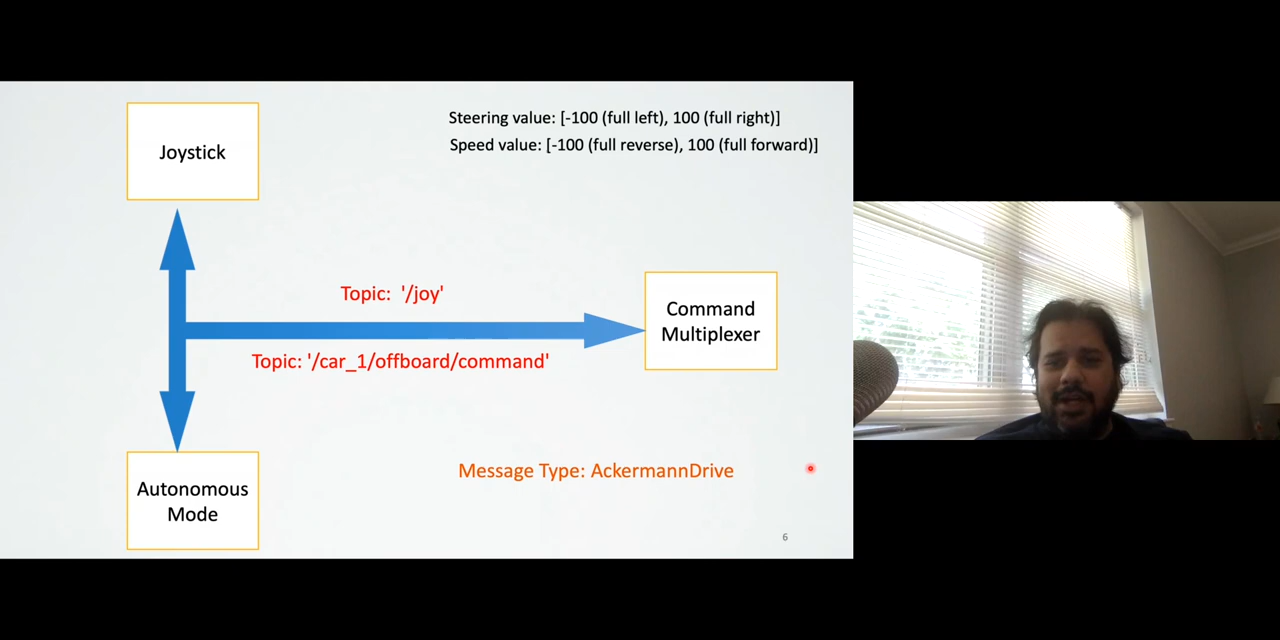 Joystick
Steering value: [-100 (full left), 100 (full right)]
Speed value: [-100 (full reverse), 100 (full forward)]
Topic:  '/joy'
Command
Multiplexer
Topic: '/car_1/offboard/command'
Message Type: AckermannDrive
Autonomous
Mode
6